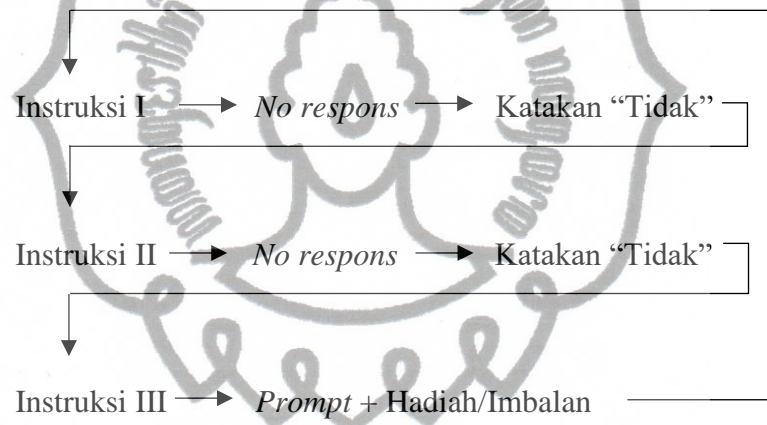 Instruksi I No respons Katakan “Tidak”
Instruksi II No respons Katakan “Tidak”
Instruksi III Prompt + Hadiah/Imbalan